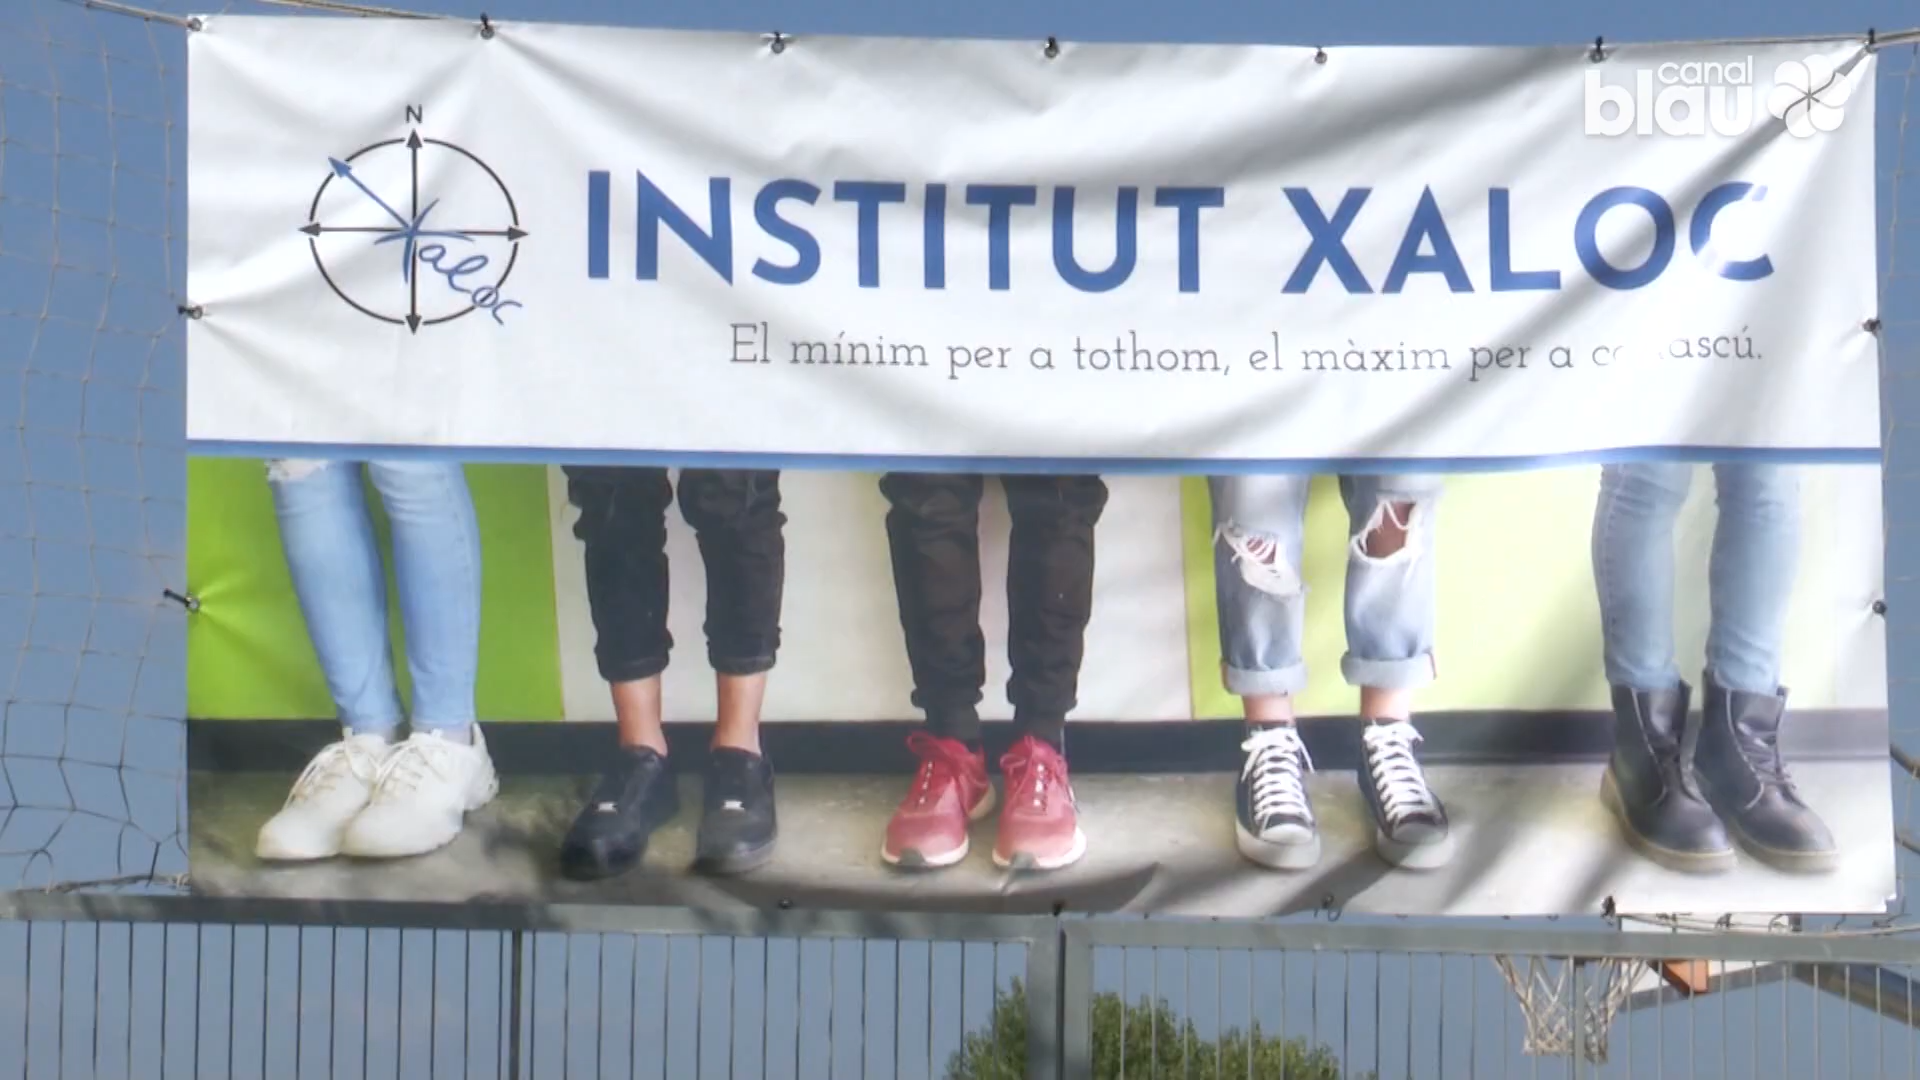 canal
blau
N
Xaloc
INSTITUT XALOC
El mínim per a tothom, el màxim per a